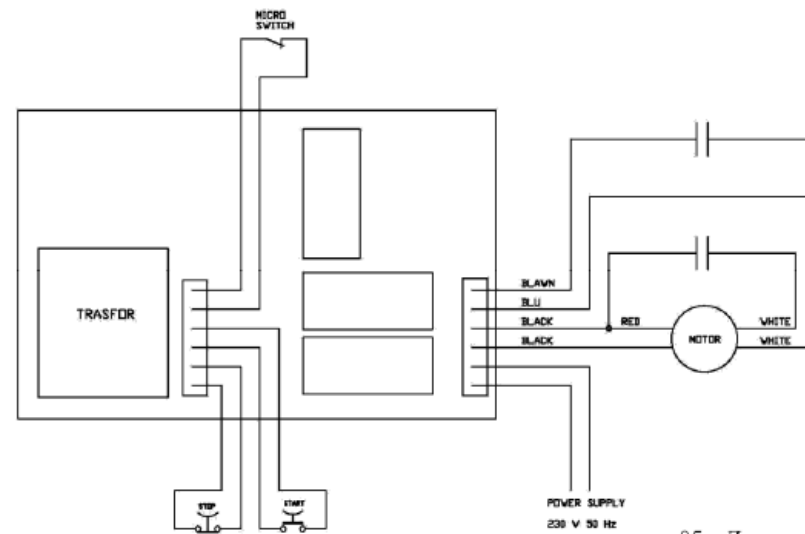 MICRO
SWITCH
TRASFOR
BLAWN
BLU
BLACK
RED
WHITE
BLACK
MOTOR
WHITE
STOP
START
POWER SUPPLY
230 V 50 Hz